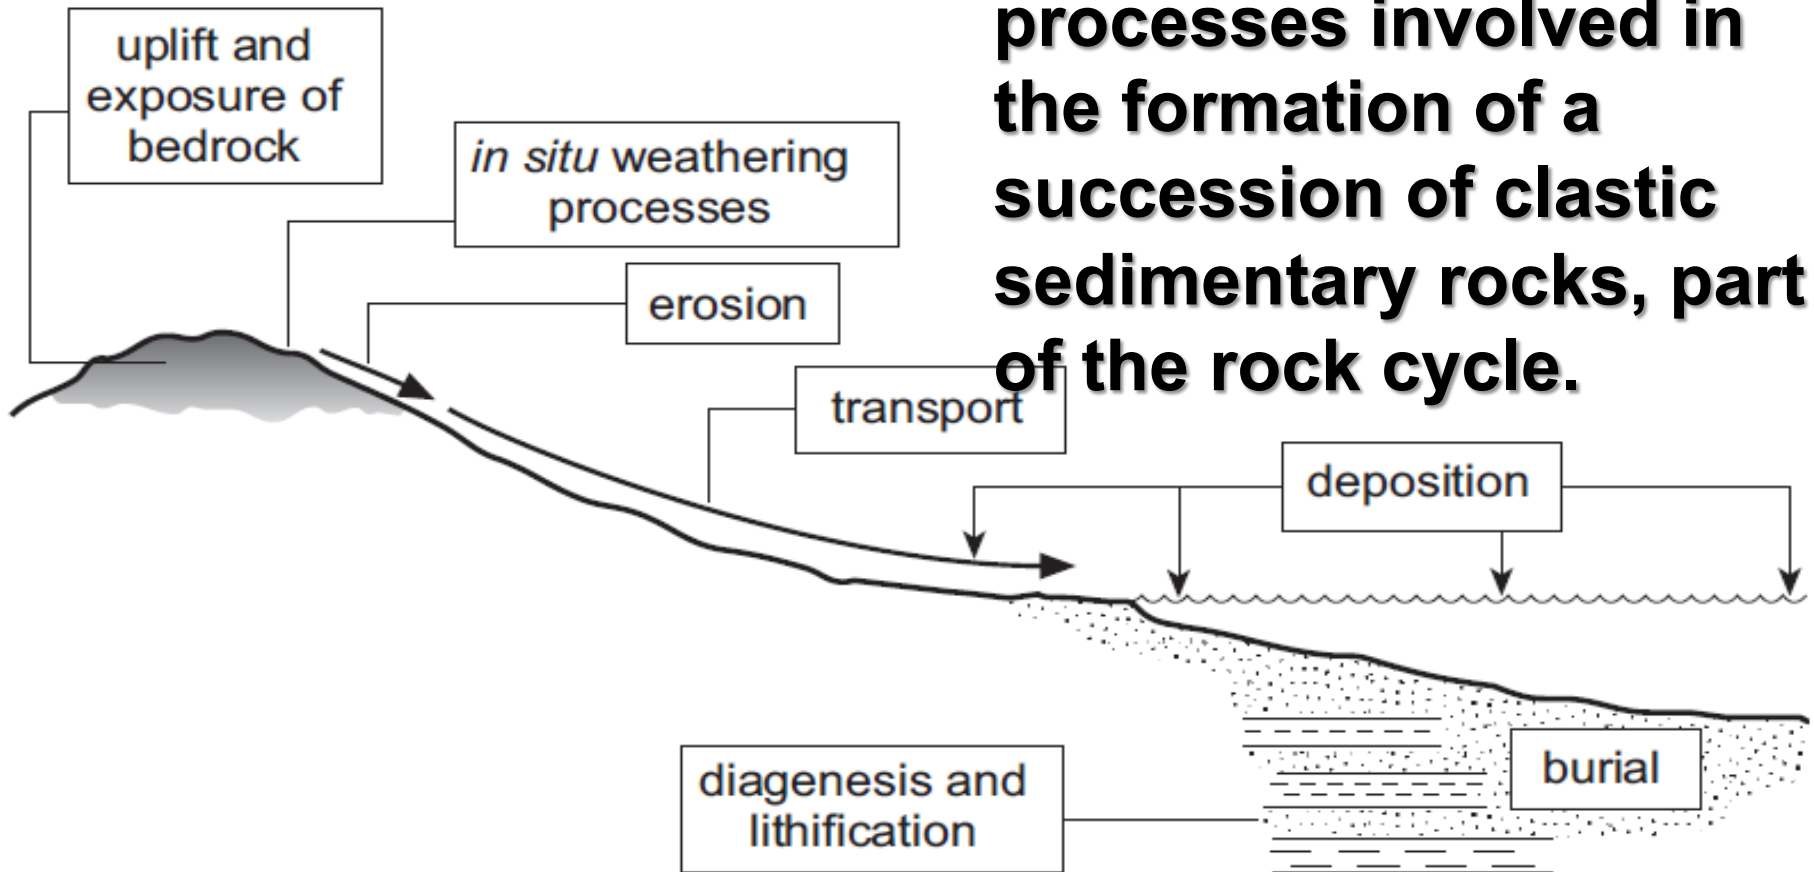 processes involved in
the formation of a
succession of clastic
sedimentary rocks, part
of the rock cycle.
uplift and
exposure of
bedrock
in situ weathering
processes
erosion
transport
deposition
burial
diagenesis and
lithification